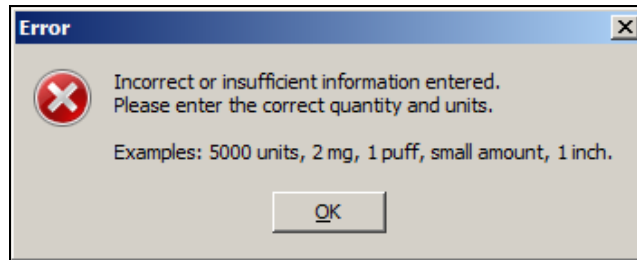 Error
Incorrect or insufficient information entered.
Please enter the correct quantity and units.
Examples: 5000 units, 2 mg, 1 puff, small amount, 1 inch.
OK